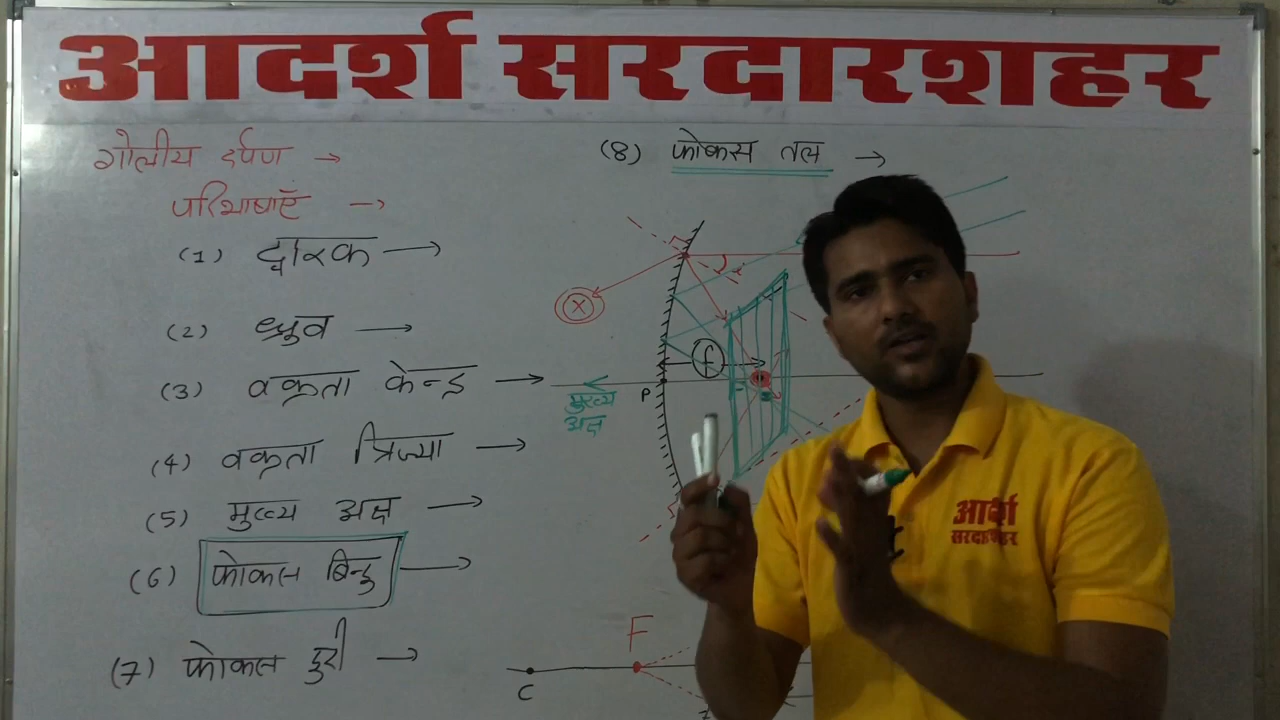 आदर्श सरदारशहर
गोलीय दर्पण →
परिभाषाएँ →
(1) द्वारक →
(2) ध्रुव →
(3) वक्रता केन्द्र →
(4) वक्रता त्रिज्या →
(5) मुख्य अक्ष →
(6) फोकस बिन्दु →
(7) फोकस दुरी →
(8) फोकस तल →
X
f
P
मुख्य
अक्ष
F
C
आदर्श
सरदारशहर